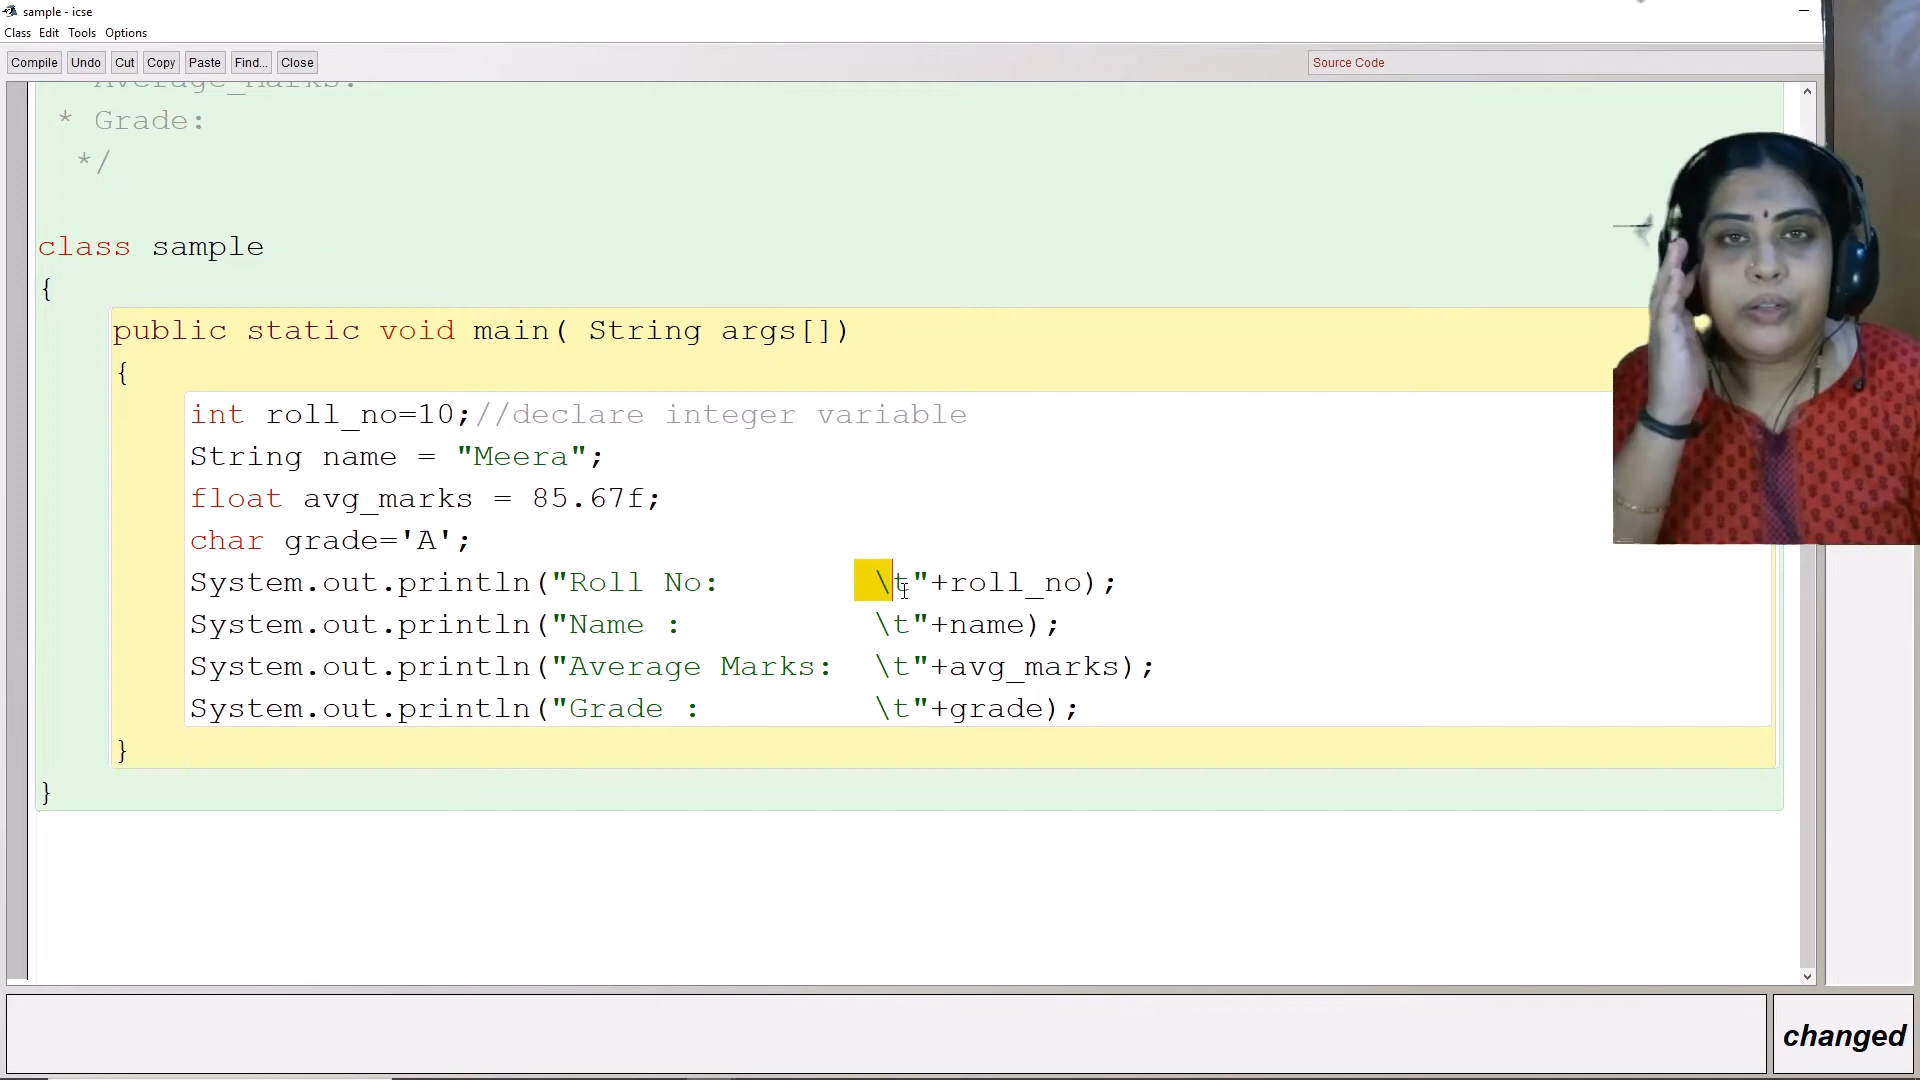 sample - icse
Class Edit Tools Options
Compile Undo Cut Copy Paste Find... Close Source Code
Average_marks:
* Grade:
*/
class sample
{
public static void main( String args[])
{
int roll_no=10;//declare integer variable
String name = "Meera";
float avg_marks = 85.67f;
char grade='A';
System.out.println("Roll No:        \t"+roll_no);
System.out.println("Name :          \t"+name);
System.out.println("Average Marks:  \t"+avg_marks);
System.out.println("Grade :         \t"+grade);
}
}
changed